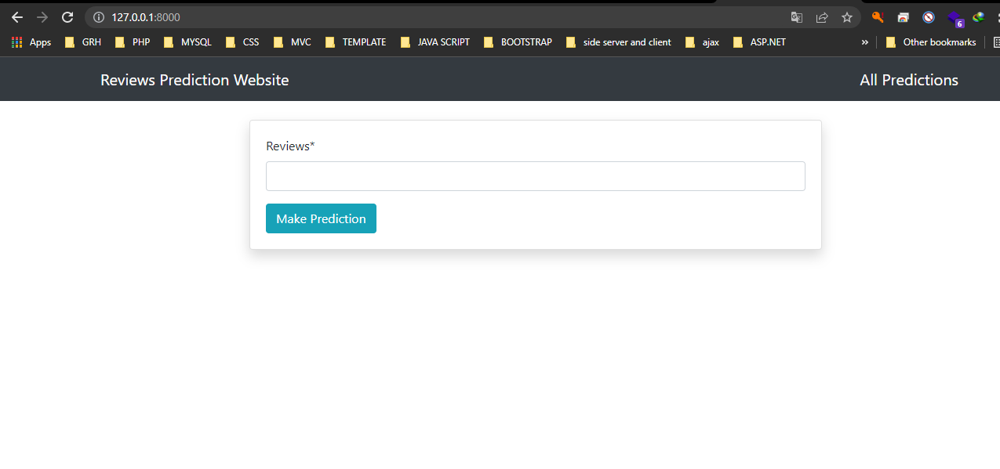 127.0.0.1:8000
Apps GRH PHP MYSQL CSS MVC TEMPLATE JAVA SCRIPT BOOTSTRAP side server and client ajax ASP.NET » Other bookmarks
6
Reviews Prediction Website All Predictions
Reviews*
Make Prediction